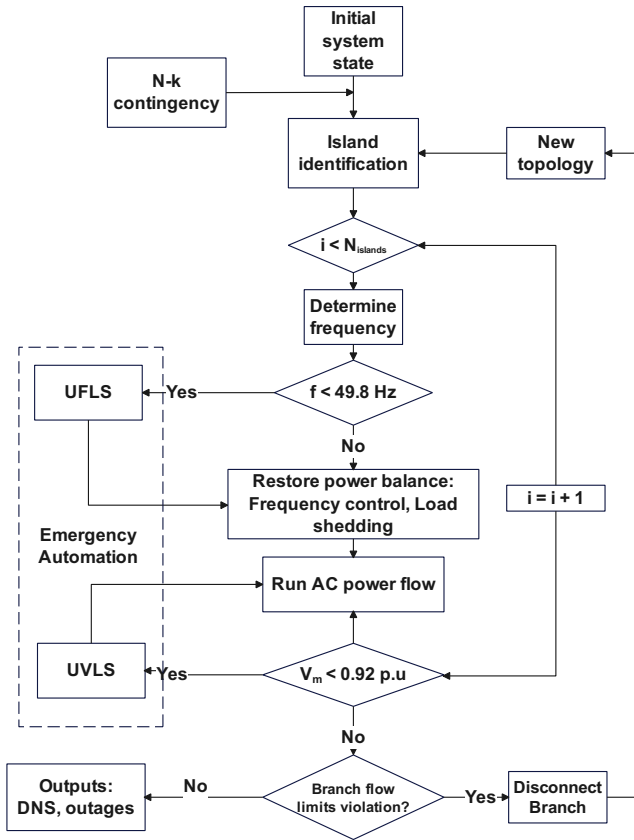 Initial
system
state
N-k
contingency
Island
identification
New
topology
i < N_islands
Determine
frequency
f < 49.8 Hz
Yes
UFLS
No
Restore power balance:
Frequency control, Load
shedding
i = i + 1
Emergency
Automation
Run AC power flow
V_m < 0.92 p.u
Yes
UVLS
No
Branch flow
limits violation?
No
Outputs:
DNS, outages
Yes
Disconnect
Branch